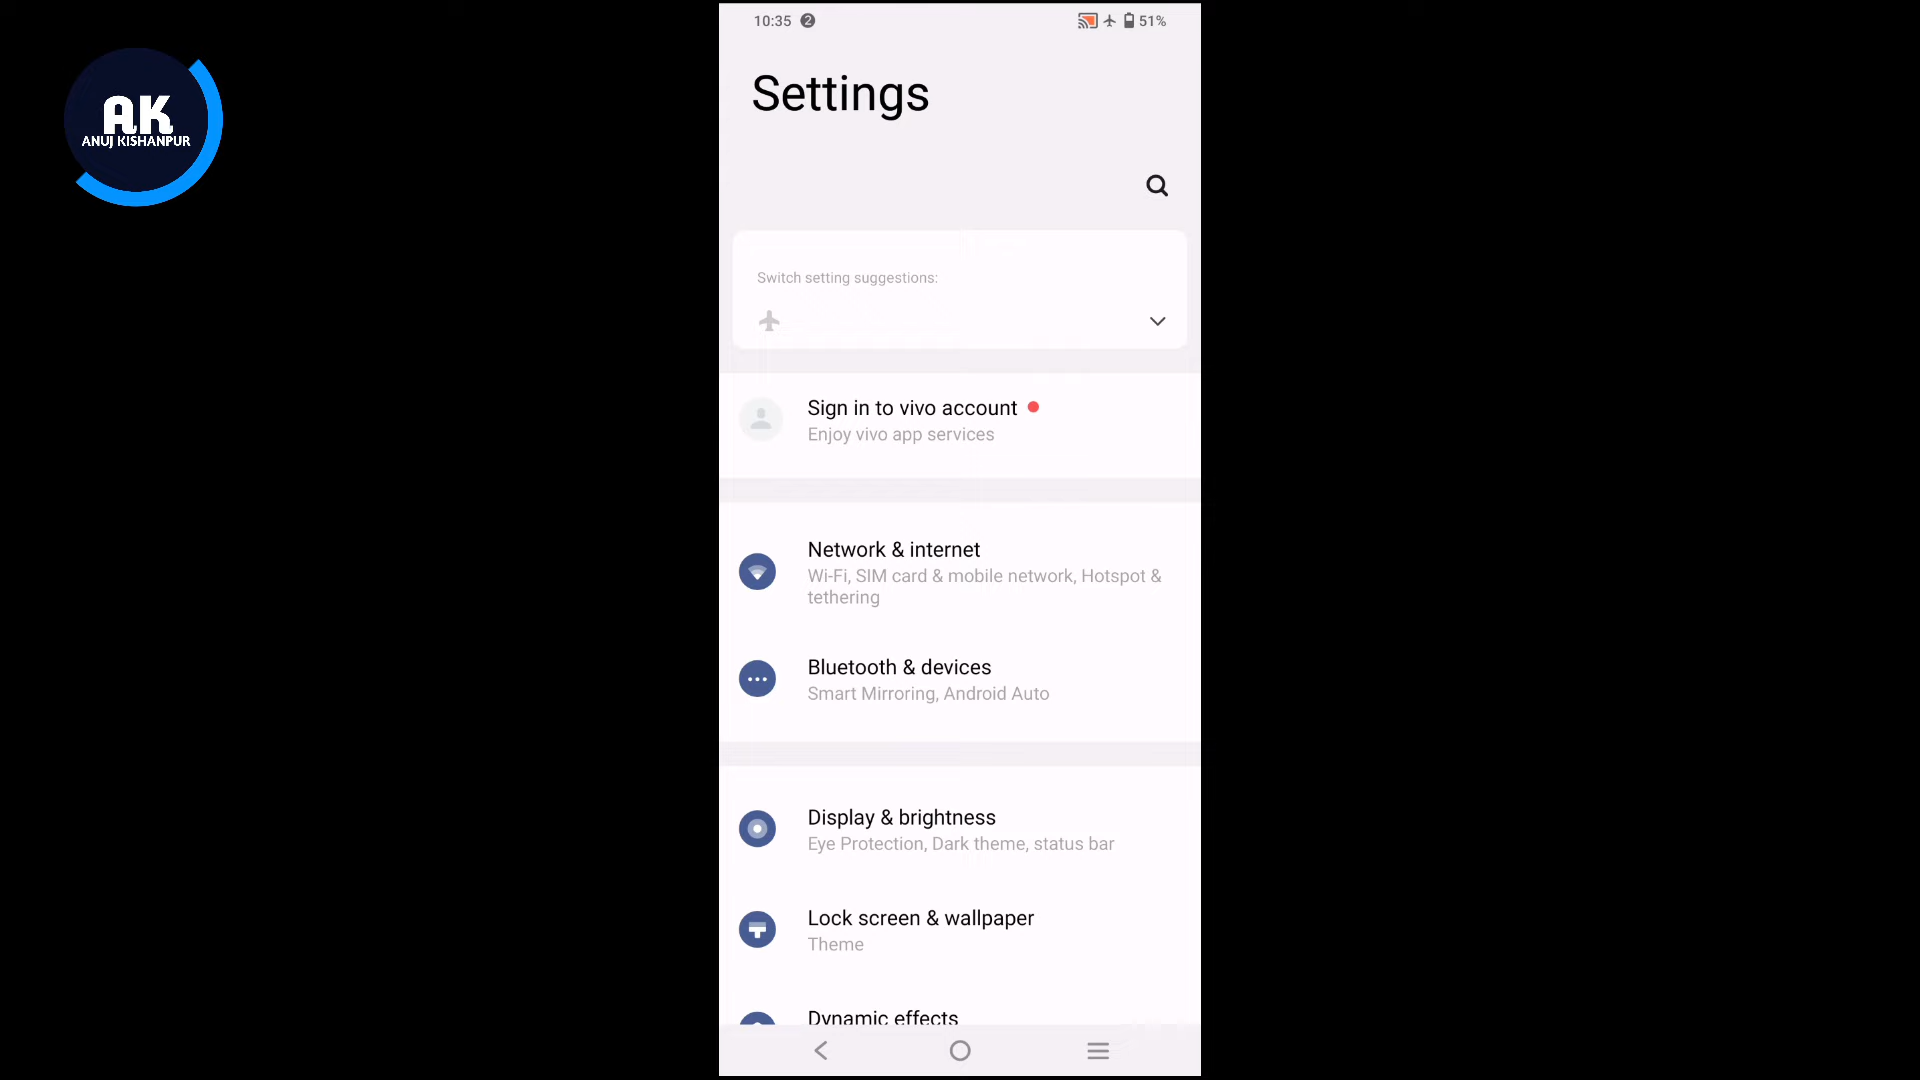 AK
ANUJ KISHANPUR
10:35 2
51%
Settings
Switch setting suggestions:
Sign in to vivo account
Enjoy vivo app services
Network & internet
Wi-Fi, SIM card & mobile network, Hotspot &
tethering
Bluetooth & devices
Smart Mirroring, Android Auto
Display & brightness
Eye Protection, Dark theme, status bar
Lock screen & wallpaper
Theme
Dynamic effects